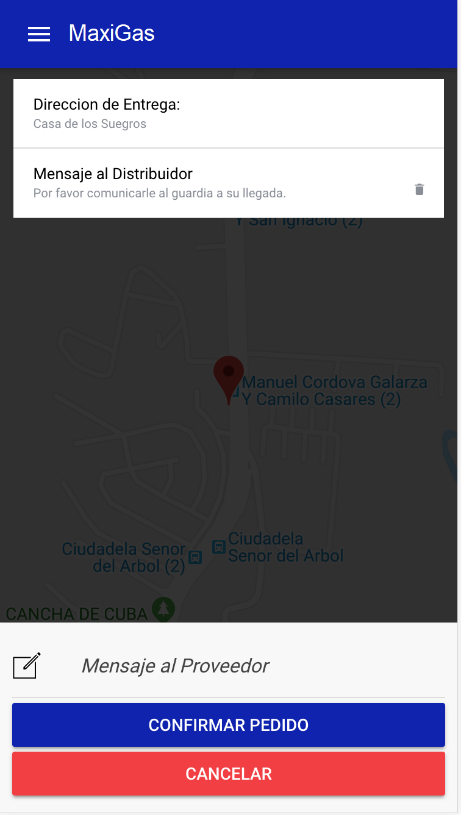 MaxiGas
Direccion de Entrega:
Casa de los Suegros
Mensaje al Distribuidor
Por favor comunicarle al guardia a su llegada.
Y San Ignacio (2)
Manuel Cordova Galarza
Y Camilo Casares (2)
Ciudadela Senor
del Arbol (2)
Ciudadela
Senor del Arbol
CANCHA DE CUBA
Mensaje al Proveedor
CONFIRMAR PEDIDO
CANCELAR